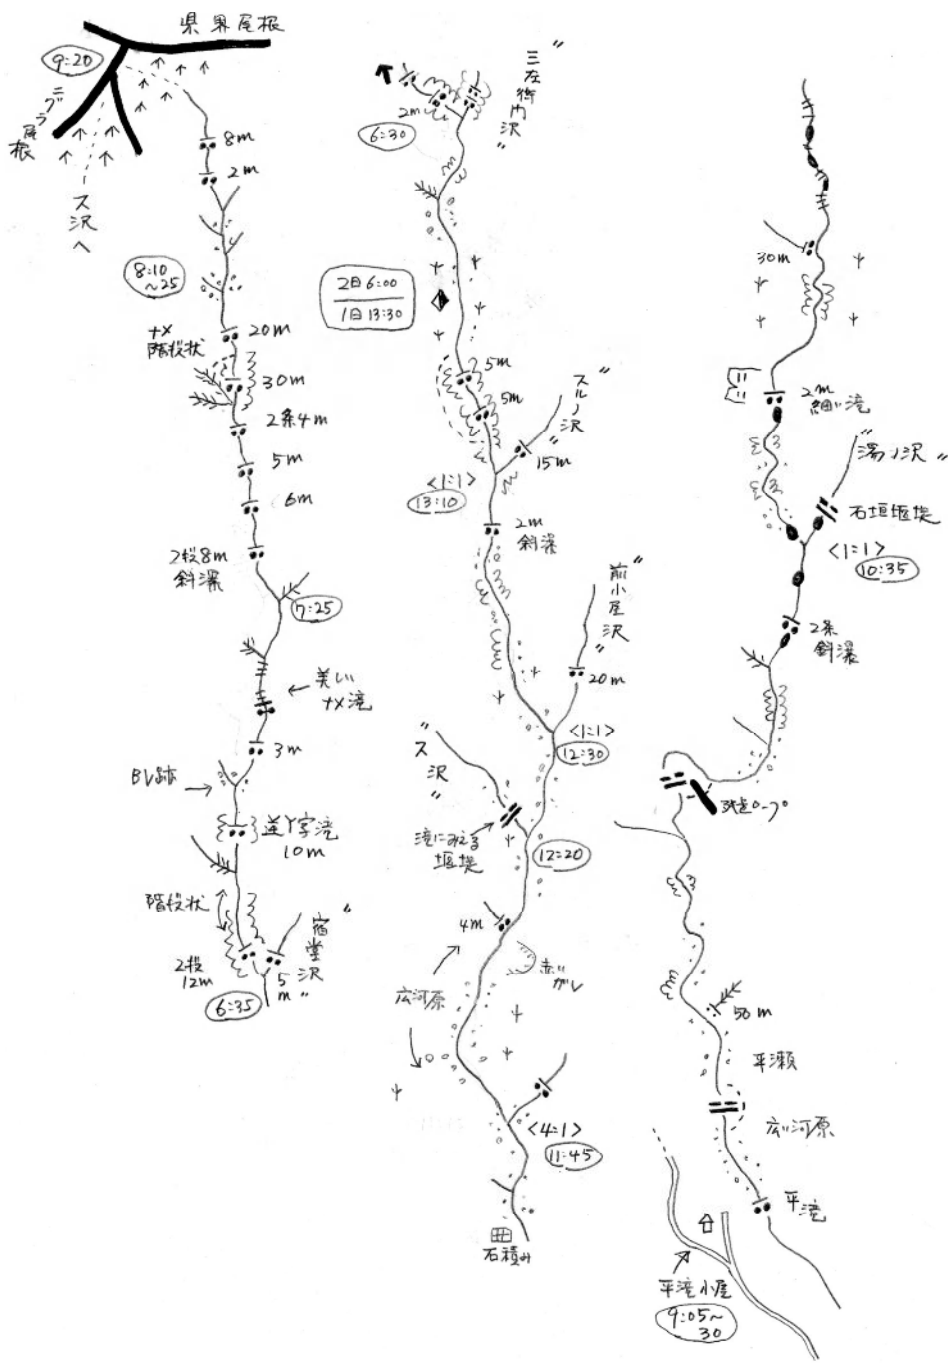 県界尾根
9:20
ニグラ尾根
ス沢へ
8m
2m
8:10
~25
ナメ
階段状
20m
30m
2条4m
5m
6m
2段8m
斜瀑
7:25
美しい
ナメ滝
3m
BV跡
逆Y字滝
10m
階段状
2段
12m
5m
"宿堂沢"
6:35
"三左衛門沢"
2m
6:30
2日 6:00
1日 13:30
5m
5m
"スルノ沢"
15m
<1:1>
13:10
2m
斜瀑
"前小屋沢"
20m
<1:1>
12:30
"ス沢"
滝にみえる
堰堤
12:20
4m
赤いガレ
広河原
<4:1>
11:45
石積み
30m
2m
細い滝
"湯ノ沢"
石垣堰堤
<1:1>
10:35
2条
斜瀑
鉄走ロープ
50m
平瀬
広い河原
平滝
平滝小屋
9:05~
30